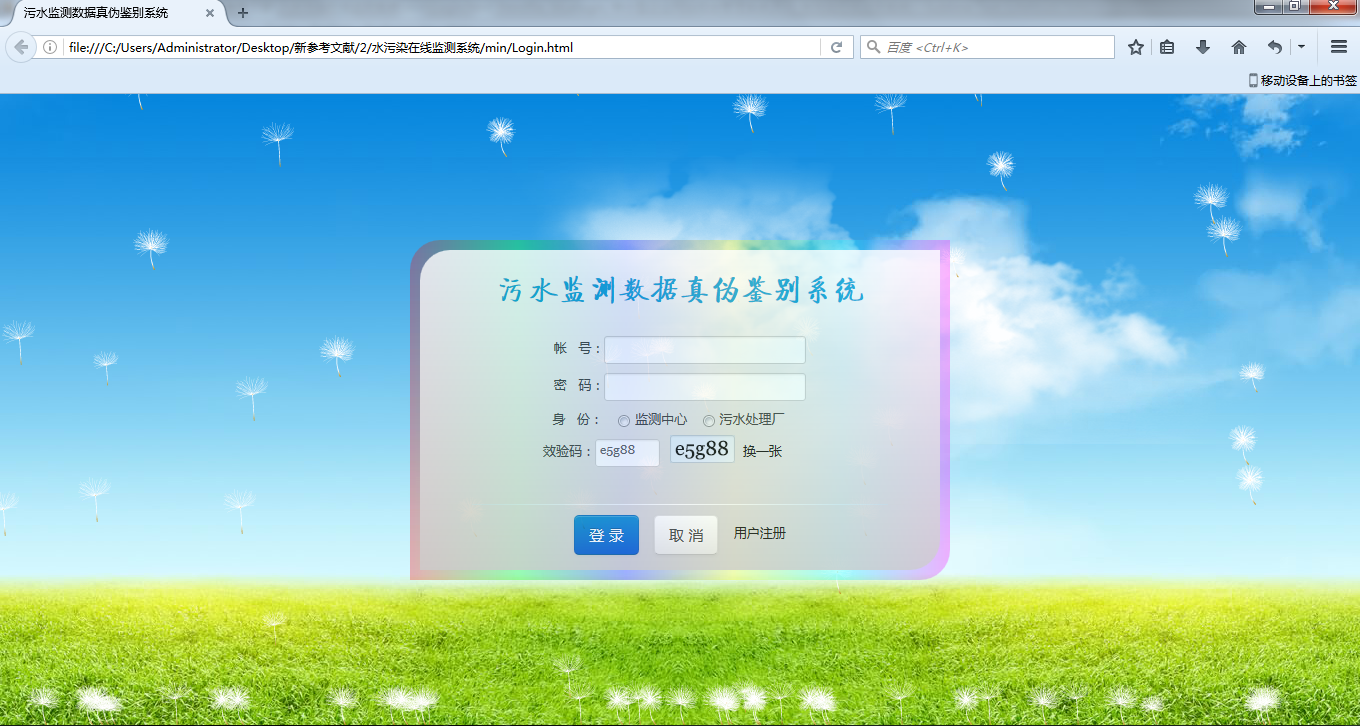 污水监测数据真伪鉴别系统
file:///C:/Users/Administrator/Desktop/新参考文献/2/水污染在线监测系统/min/Login.html
百度 <Ctrl+K>
移动设备上的书签
污水监测数据真伪鉴别系统
帐 号：
密 码：
身 份： 监测中心 污水处理厂
效验码： e5g88 e5g88 换一张
登 录 取 消 用户注册